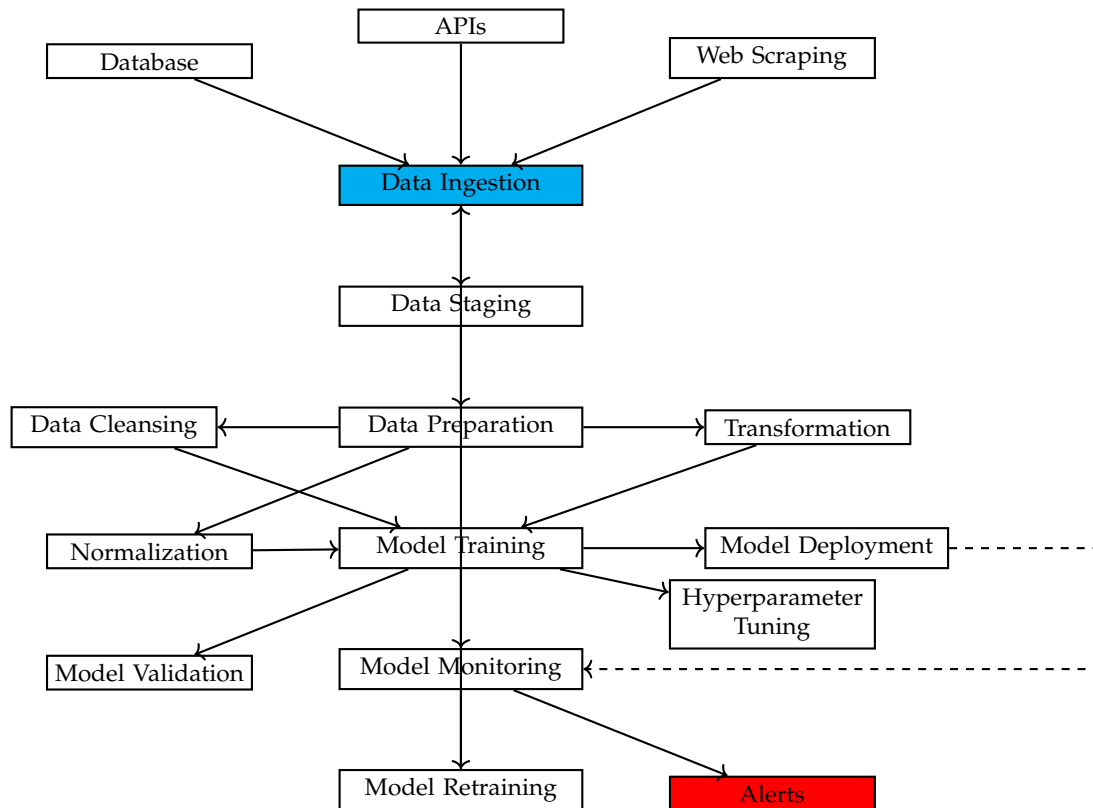 APIs
Database
Web Scraping
Data Ingestion
Data Staging
Data Cleansing
Data Preparation
Transformation
Normalization
Model Training
Model Deployment
Hyperparameter
Tuning
Model Validation
Model Monitoring
Model Retraining
Alerts